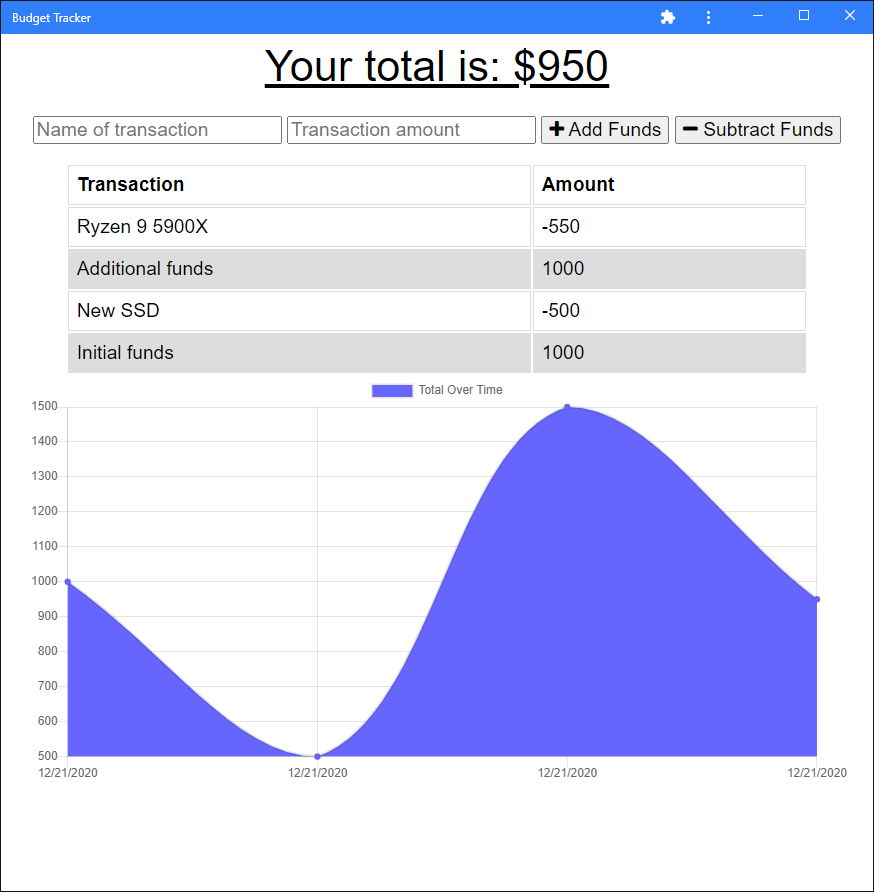 Budget Tracker
Your total is: $950
Name of transaction Transaction amount Add Funds Subtract Funds
Transaction Amount
Ryzen 9 5900X -550
Additional funds 1000
New SSD -500
Initial funds 1000
Total Over Time
1500
1400
1300
1200
1100
1000
900
800
700
600
500
12/21/2020 12/21/2020 12/21/2020 12/21/2020